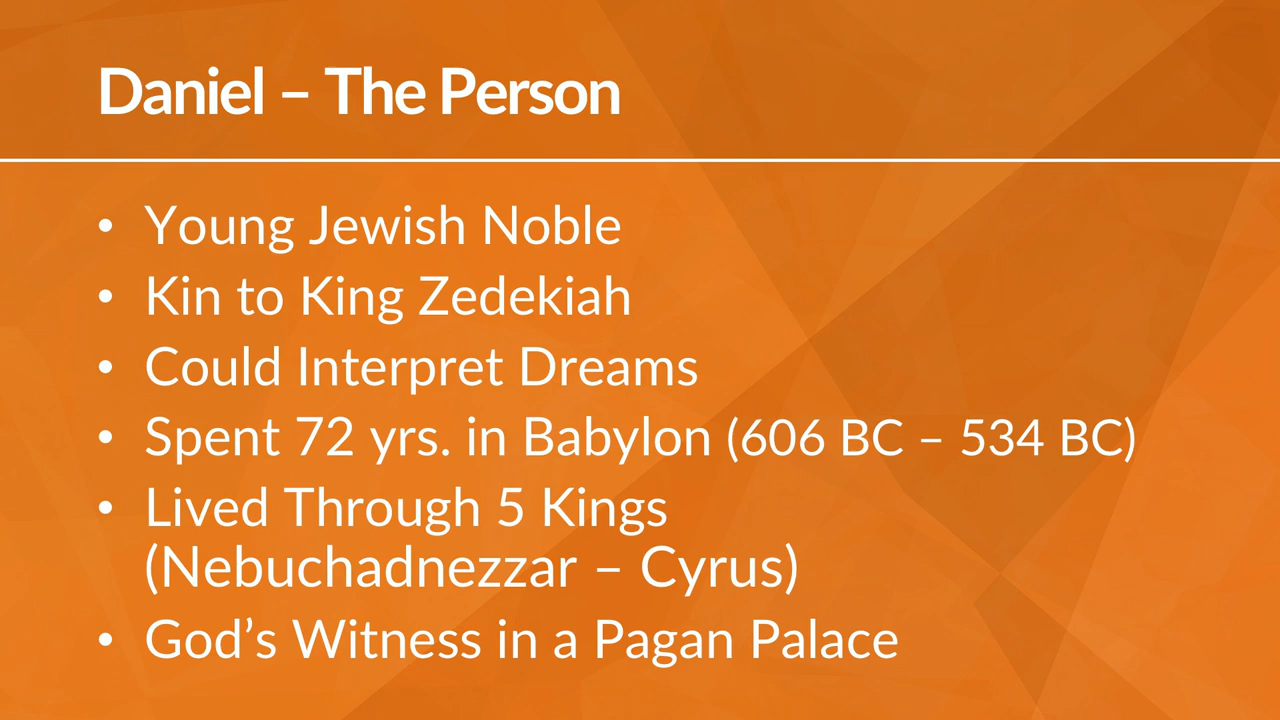 Daniel – The Person
• Young Jewish Noble
• Kin to King Zedekiah
• Could Interpret Dreams
• Spent 72 yrs. in Babylon (606 BC – 534 BC)
• Lived Through 5 Kings
(Nebuchadnezzar – Cyrus)
• God’s Witness in a Pagan Palace